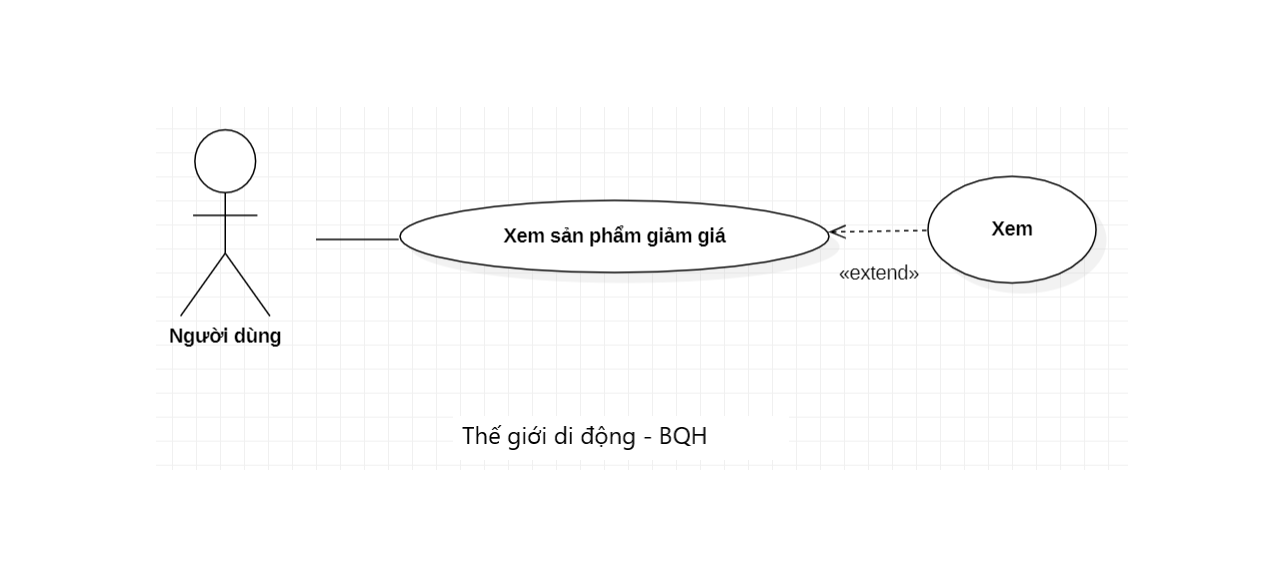 Xem sản phẩm giảm giá
Xem
«extend»
Người dùng
Thế giới di động - BQH